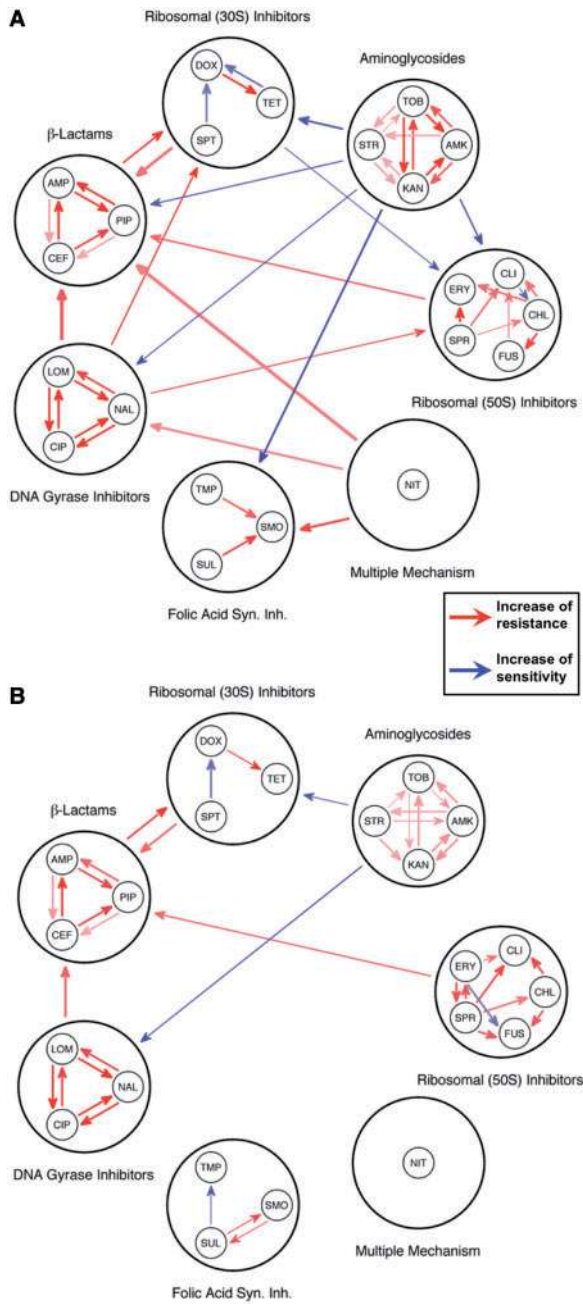 A
Ribosomal (30S) Inhibitors
DOX
TET
SPT
Aminoglycosides
TOB
STR
AMK
KAN
β-Lactams
AMP
PIP
CEF
CLI
ERY
CHL
SPR
FUS
Ribosomal (50S) Inhibitors
LOM
NAL
CIP
DNA Gyrase Inhibitors
TMP
SMO
SUL
Folic Acid Syn. Inh.
NIT
Multiple Mechanism
Increase of
resistance
Increase of
sensitivity
B
Ribosomal (30S) Inhibitors
DOX
TET
SPT
Aminoglycosides
TOB
STR
AMK
KAN
β-Lactams
AMP
PIP
CEF
CLI
ERY
CHL
SPR
FUS
Ribosomal (50S) Inhibitors
LOM
NAL
CIP
DNA Gyrase Inhibitors
TMP
SMO
SUL
Folic Acid Syn. Inh.
NIT
Multiple Mechanism